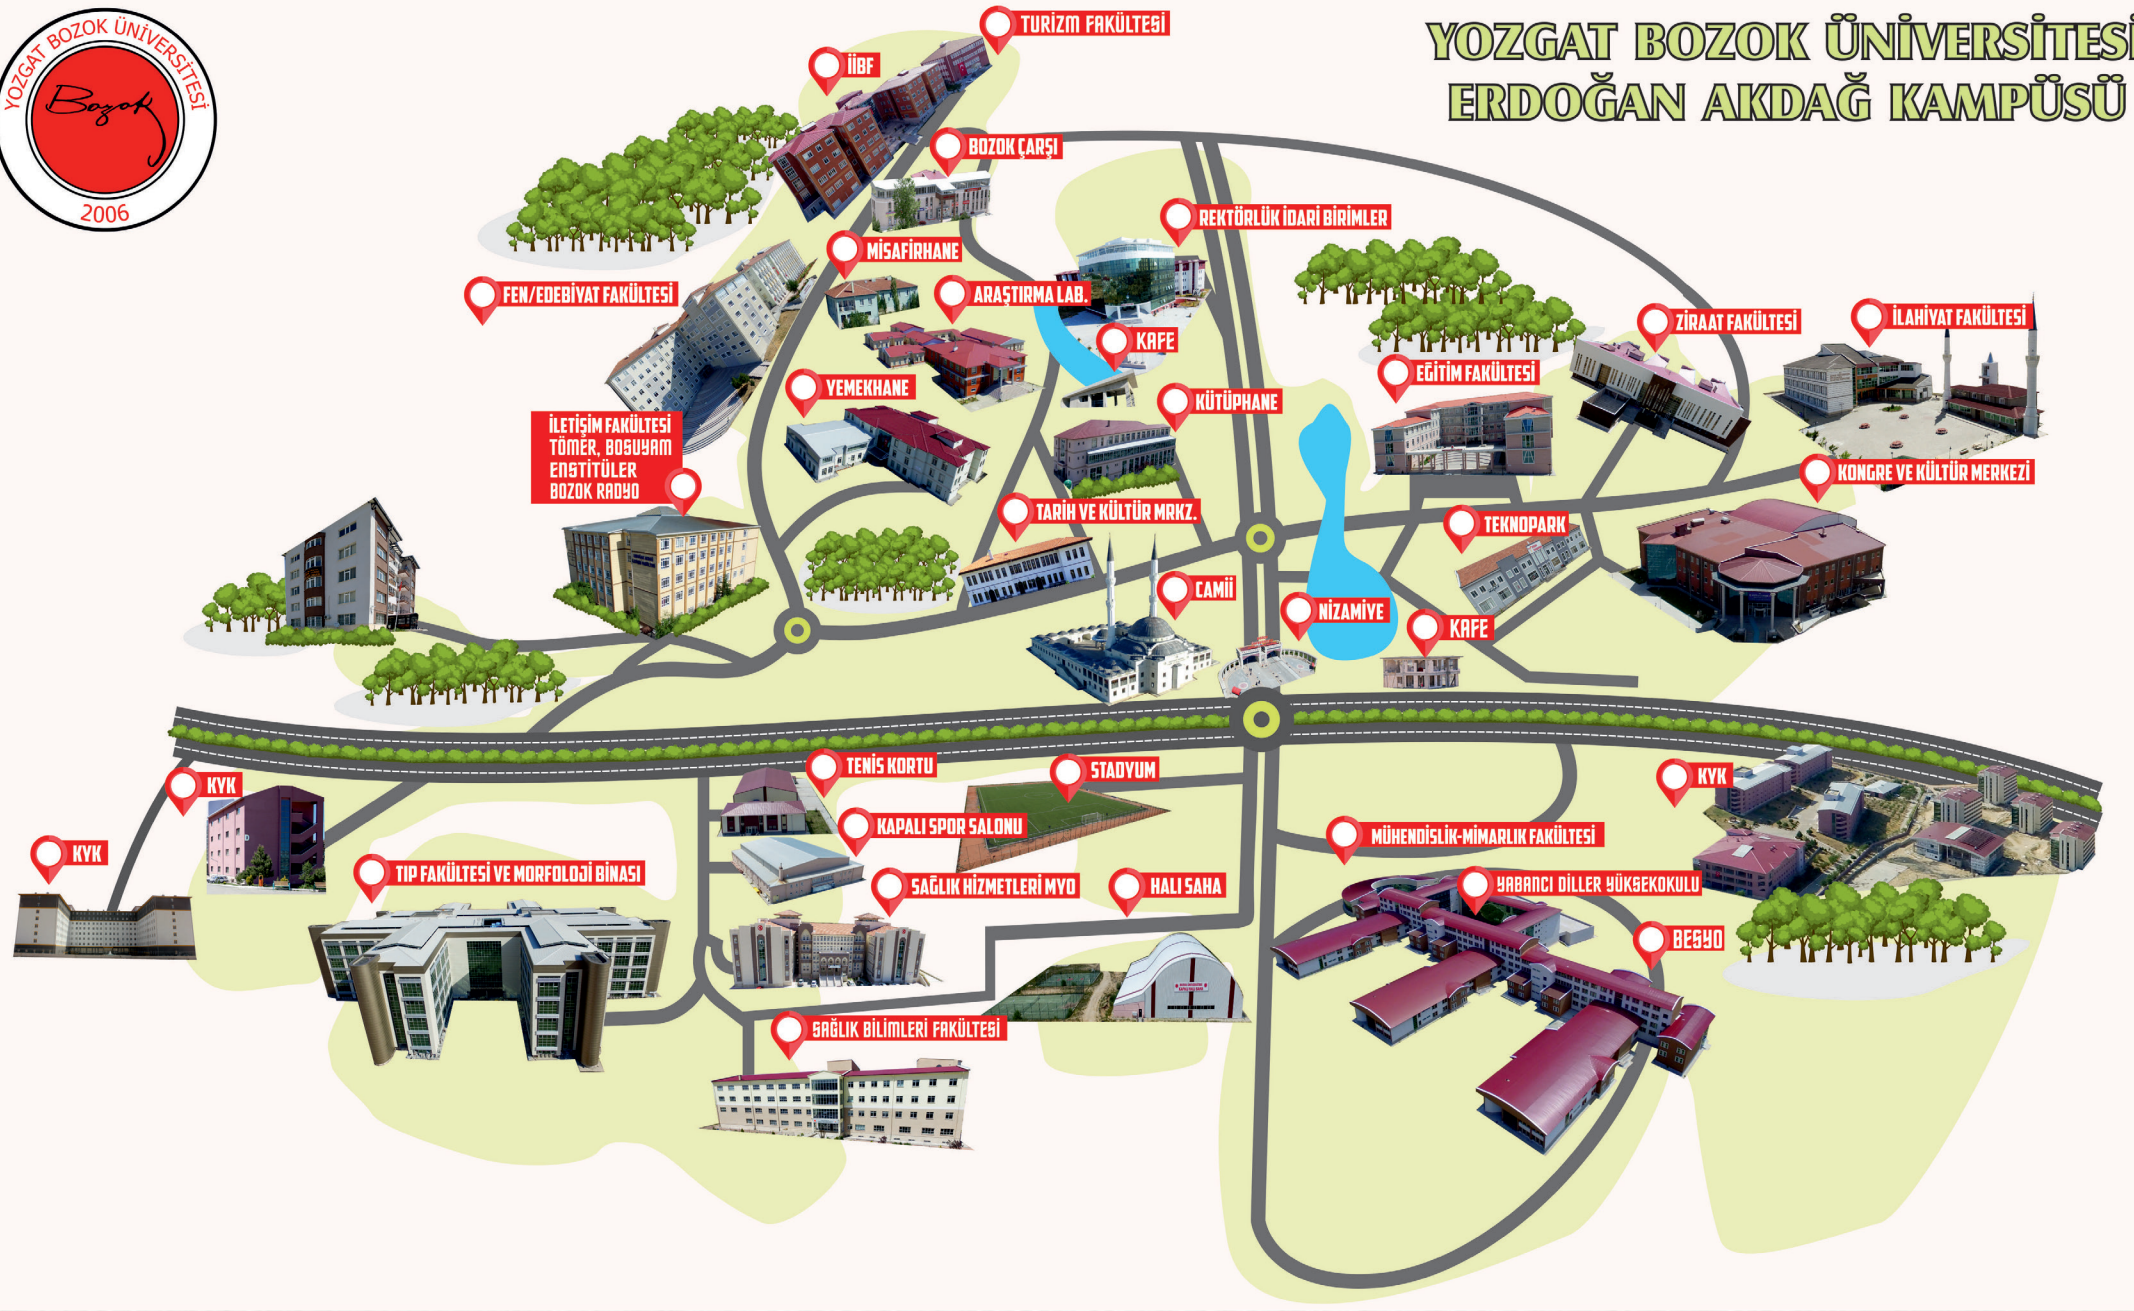 YOZGAT BOZOK ÜNİVERSİTESİ
Bozok
2006
YOZGAT BOZOK ÜNİVERSİTESİ
ERDOĞAN AKDAĞ KAMPÜSÜ
TURİZM FAKÜLTESİ
İİBF
BOZOK ÇARŞI
REKTÖRLÜK İDARİ BİRİMLER
MİSAFİRHANE
FEN/EDEBİYAT FAKÜLTESİ
ARAŞTIRMA LAB.
ZİRAAT FAKÜLTESİ
İLAHİYAT FAKÜLTESİ
KAFE
EĞİTİM FAKÜLTESİ
YEMEKHANE
KÜTÜPHANE
İLETİŞİM FAKÜLTESİ
TÖMER, BOSUYAM
ENSTİTÜLER
BOZOK RADYO
KONGRE VE KÜLTÜR MERKEZİ
TARİH VE KÜLTÜR MRKZ.
TEKNOPARK
CAMİİ
NİZAMİYE
KAFE
TENİS KORTU
STADYUM
KYK
KYK
KAPALI SPOR SALONU
MÜHENDİSLİK-MİMARLIK FAKÜLTESİ
KYK
TIP FAKÜLTESİ VE MORFOLOJİ BİNASI
SAĞLIK HİZMETLERİ MYO
HALI SAHA
YABANCI DİLLER YÜKSEKOKULU
BESYO
SAĞLIK BİLİMLERİ FAKÜLTESİ